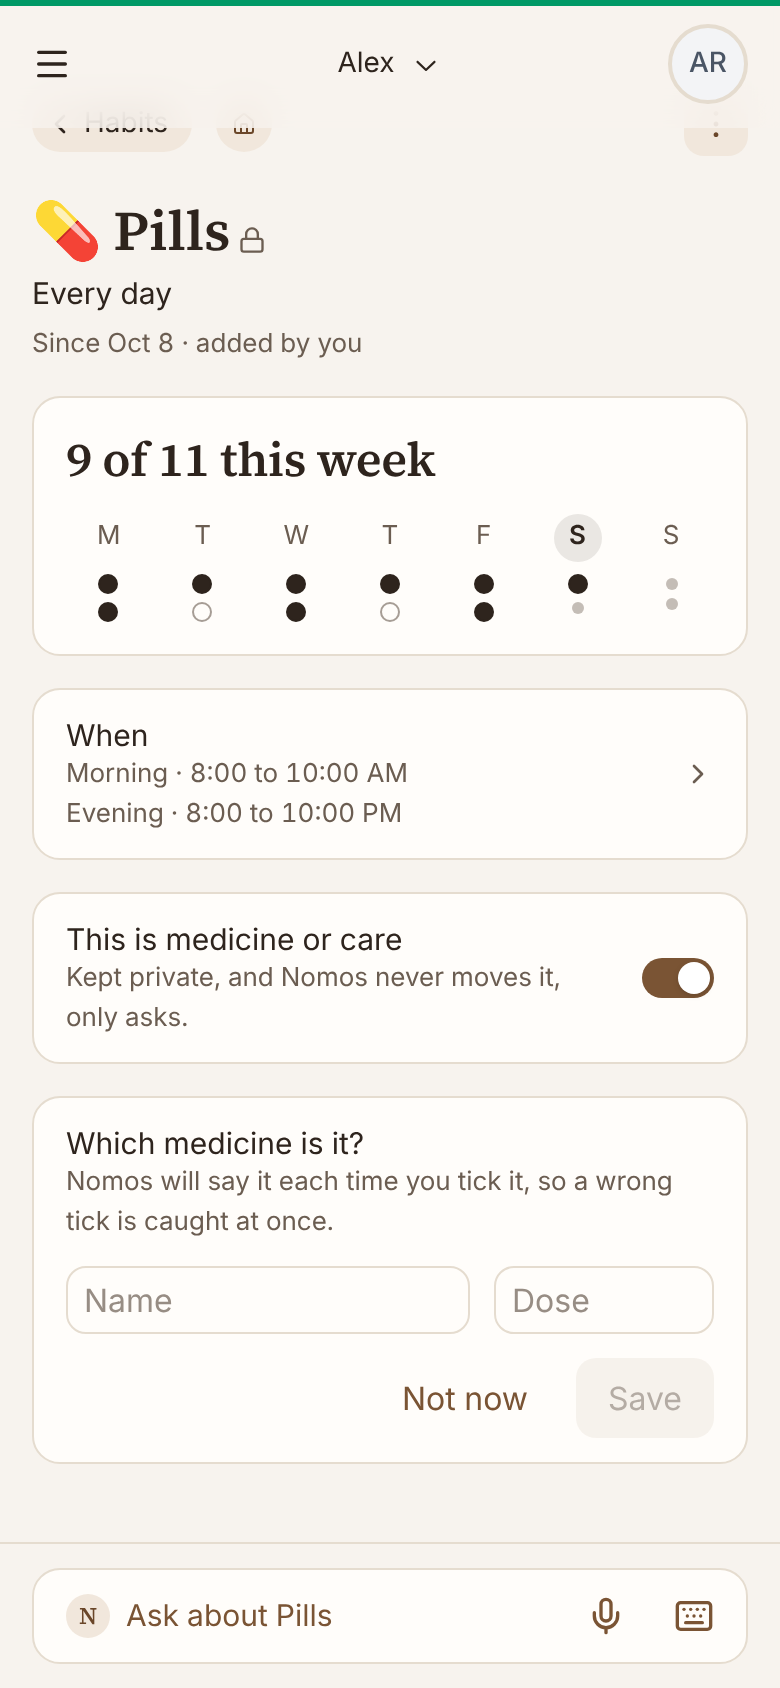 Alex
AR
Habits
Pills
Every day
Since Oct 8 · added by you
9 of 11 this week
M T W T F S S
When
Morning · 8:00 to 10:00 AM
Evening · 8:00 to 10:00 PM
This is medicine or care
Kept private, and Nomos never moves it,
only asks.
Which medicine is it?
Nomos will say it each time you tick it, so a wrong
tick is caught at once.
Name
Dose
Not now
Save
N
Ask about Pills